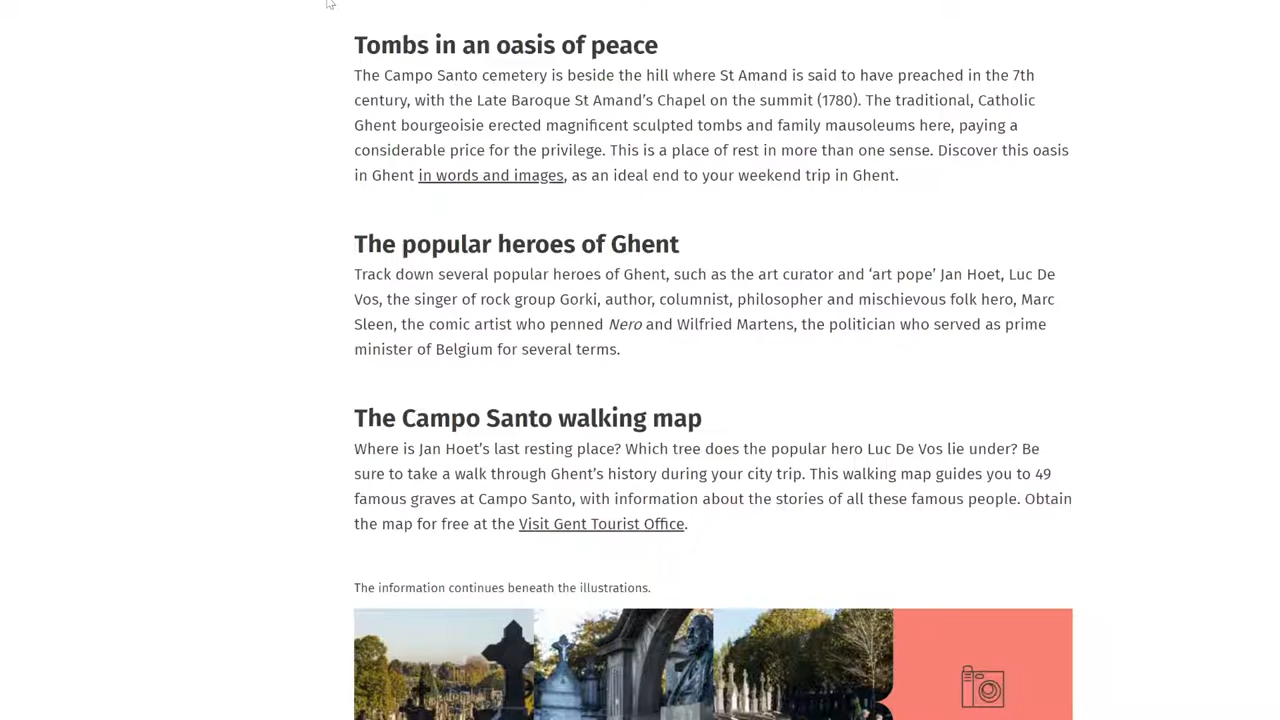 Tombs in an oasis of peace
The Campo Santo cemetery is beside the hill where St Amand is said to have preached in the 7th
century, with the Late Baroque St Amand’s Chapel on the summit (1780). The traditional, Catholic
Ghent bourgeoisie erected magnificent sculpted tombs and family mausoleums here, paying a
considerable price for the privilege. This is a place of rest in more than one sense. Discover this oasis
in Ghent in words and images, as an ideal end to your weekend trip in Ghent.
The popular heroes of Ghent
Track down several popular heroes of Ghent, such as the art curator and ‘art pope’ Jan Hoet, Luc De
Vos, the singer of rock group Gorki, author, columnist, philosopher and mischievous folk hero, Marc
Sleen, the comic artist who penned Nero and Wilfried Martens, the politician who served as prime
minister of Belgium for several terms.
The Campo Santo walking map
Where is Jan Hoet’s last resting place? Which tree does the popular hero Luc De Vos lie under? Be
sure to take a walk through Ghent’s history during your city trip. This walking map guides you to 49
famous graves at Campo Santo, with information about the stories of all these famous people. Obtain
the map for free at the Visit Gent Tourist Office.
The information continues beneath the illustrations.